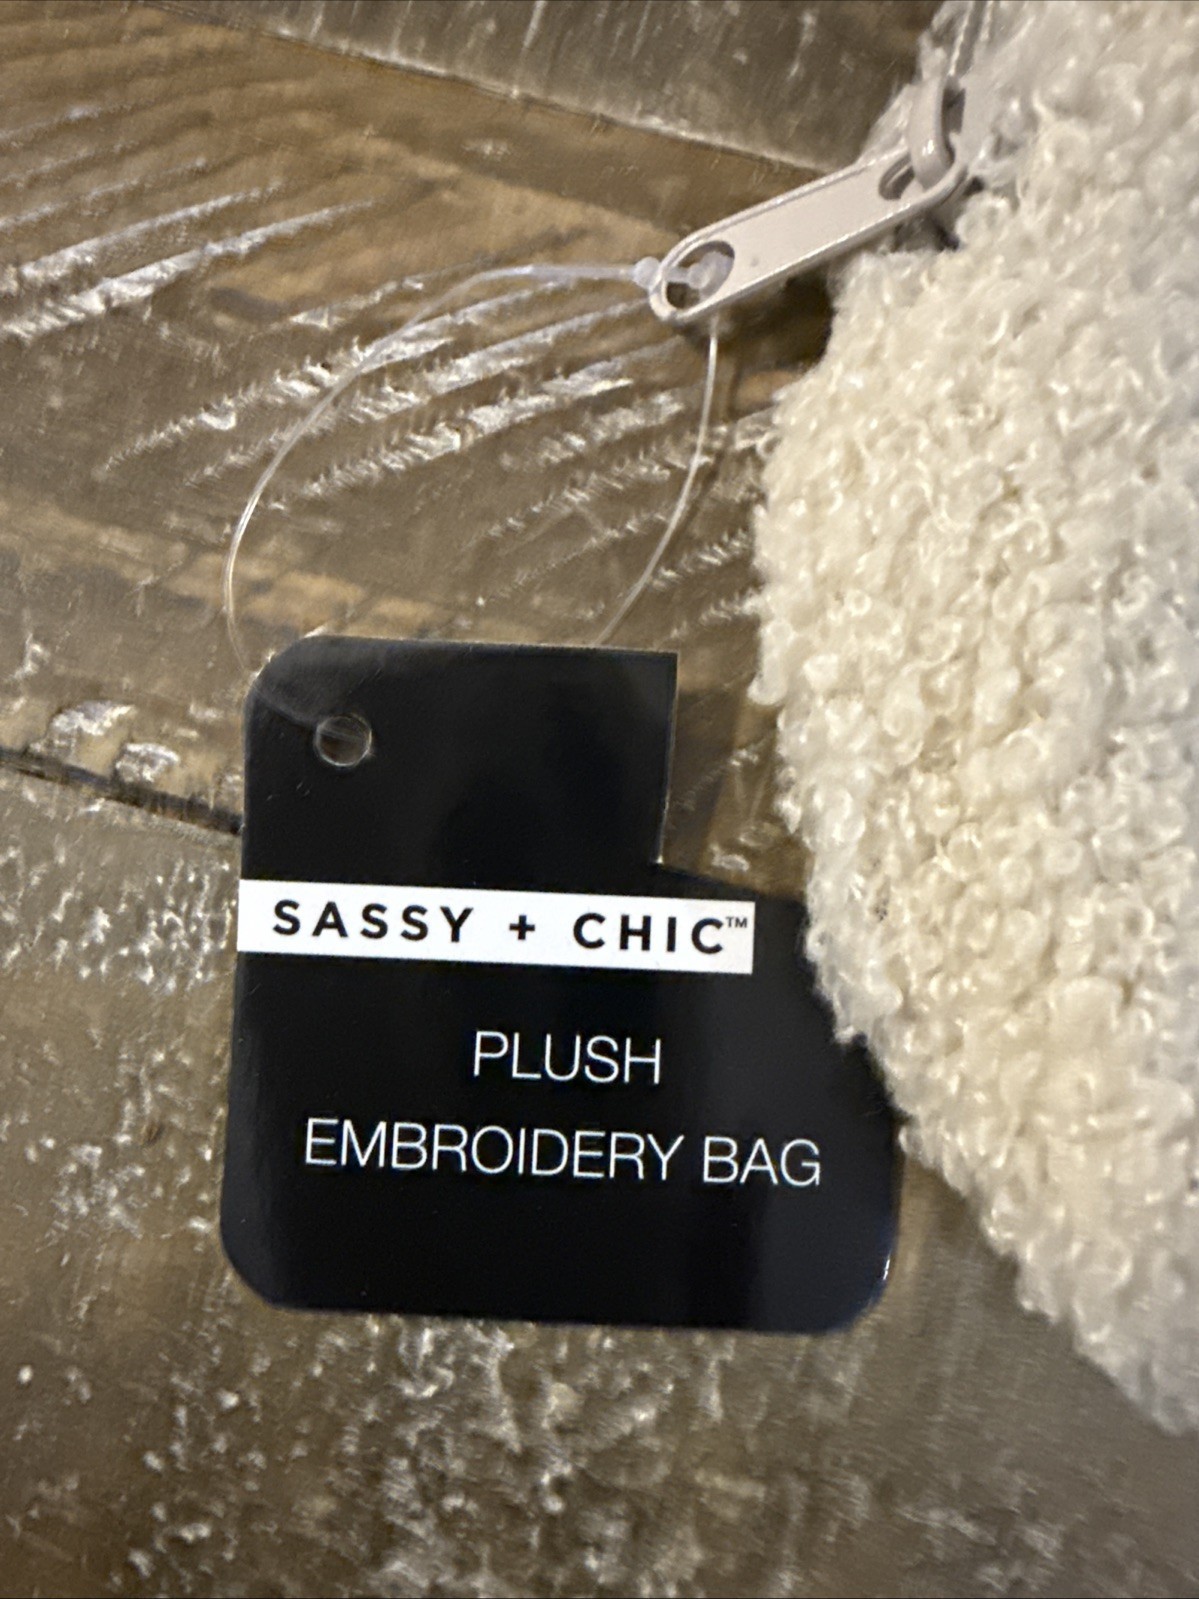 SASSY + CHIC™
PLUSH
EMBROIDERY BAG